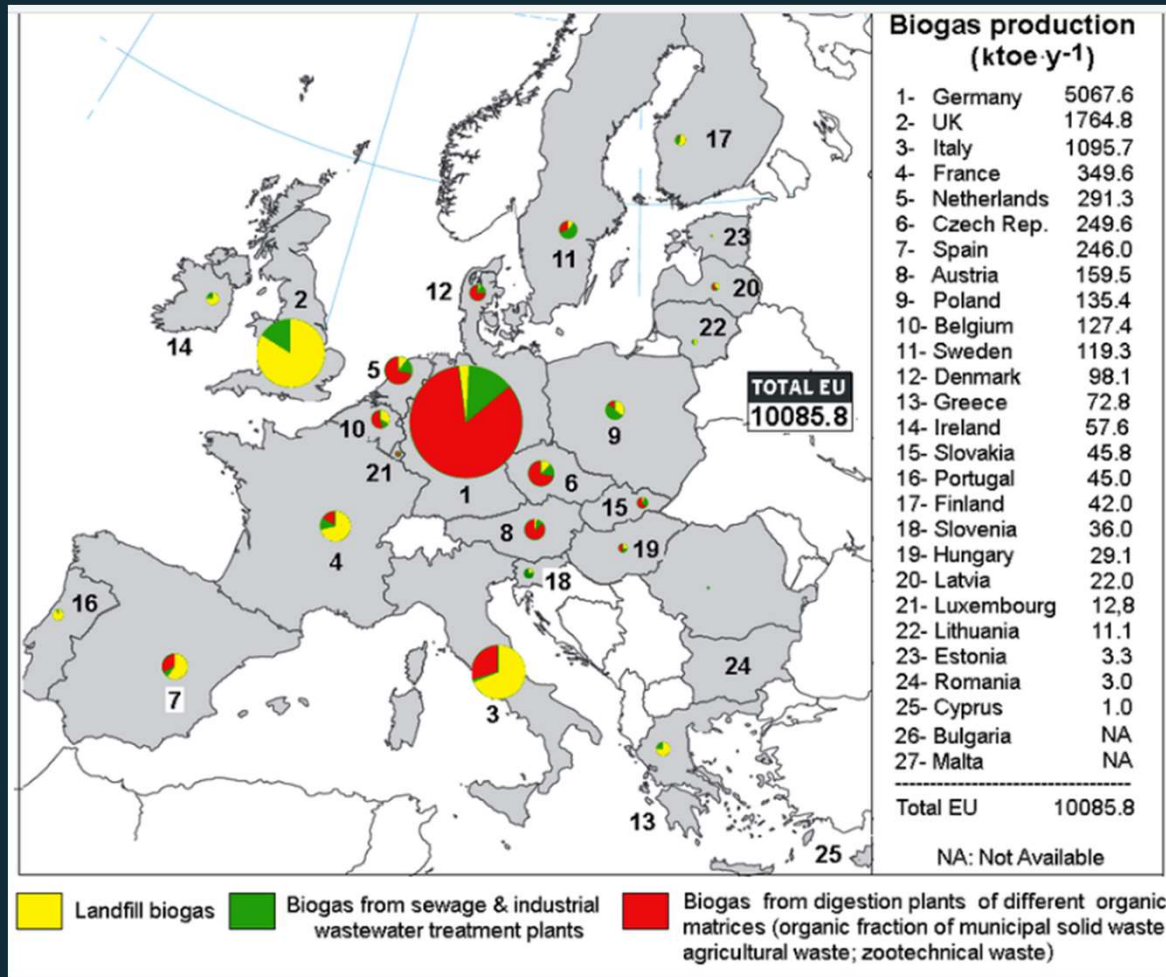 Biogas production
(ktoe·y-1)
1- Germany 5067.6
2- UK 1764.8
3- Italy 1095.7
4- France 349.6
5- Netherlands 291.3
6- Czech Rep. 249.6
7- Spain 246.0
8- Austria 159.5
9- Poland 135.4
10- Belgium 127.4
11- Sweden 119.3
12- Denmark 98.1
13- Greece 72.8
14- Ireland 57.6
15- Slovakia 45.8
16- Portugal 45.0
17- Finland 42.0
18- Slovenia 36.0
19- Hungary 29.1
20- Latvia 22.0
21- Luxembourg 12,8
22- Lithuania 11.1
23- Estonia 3.3
24- Romania 3.0
25- Cyprus 1.0
26- Bulgaria NA
27- Malta NA
Total EU 10085.8
NA: Not Available
17
23
11
20
12
2
22
14
5
TOTAL EU
10085.8
10
9
21
6
1
15
8
19
4
18
16
24
7
3
13
25
Landfill biogas
Biogas from sewage & industrial
wastewater treatment plants
Biogas from digestion plants of different organic
matrices (organic fraction of municipal solid waste
agricultural waste; zootechnical waste)